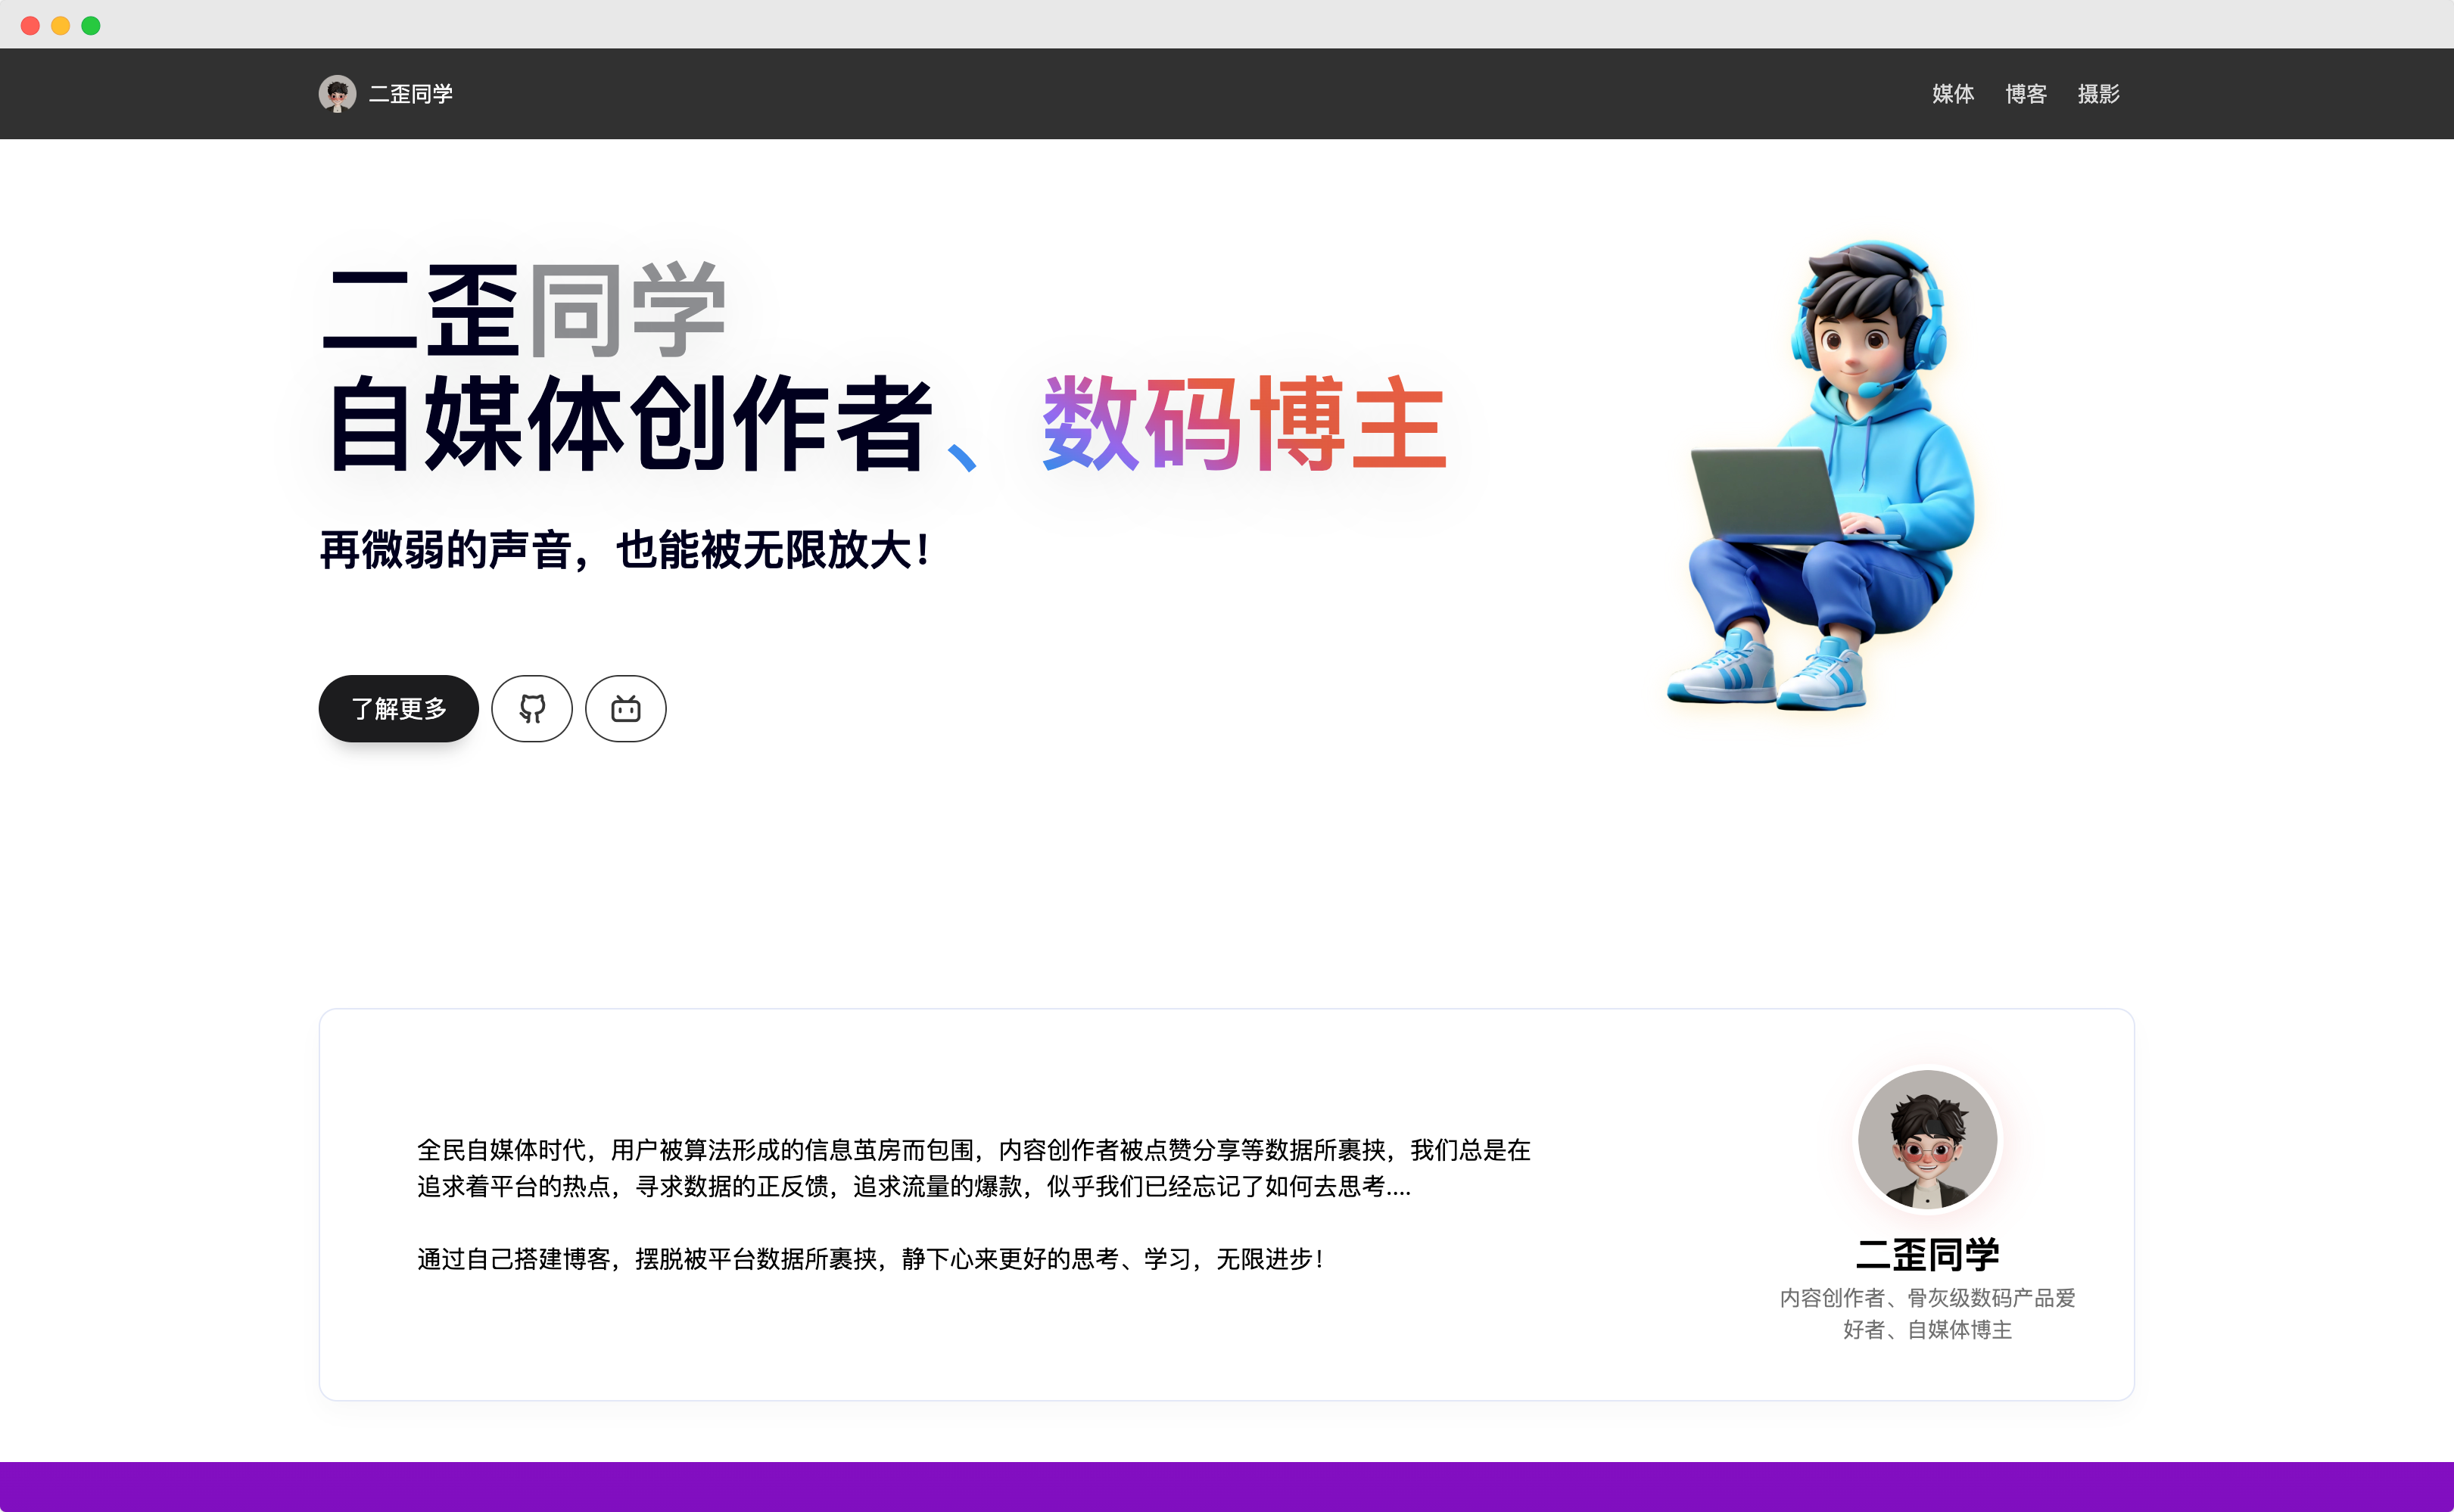 二歪同学
媒体 博客 摄影
二歪同学
自媒体创作者、数码博主
再微弱的声音，也能被无限放大！
了解更多
全民自媒体时代，用户被算法形成的信息茧房而包围，内容创作者被点赞分享等数据所裹挟，我们总是在
追求着平台的热点，寻求数据的正反馈，追求流量的爆款，似乎我们已经忘记了如何去思考....
通过自己搭建博客，摆脱被平台数据所裹挟，静下心来更好的思考、学习，无限进步！
二歪同学
内容创作者、骨灰级数码产品爱
好者、自媒体博主